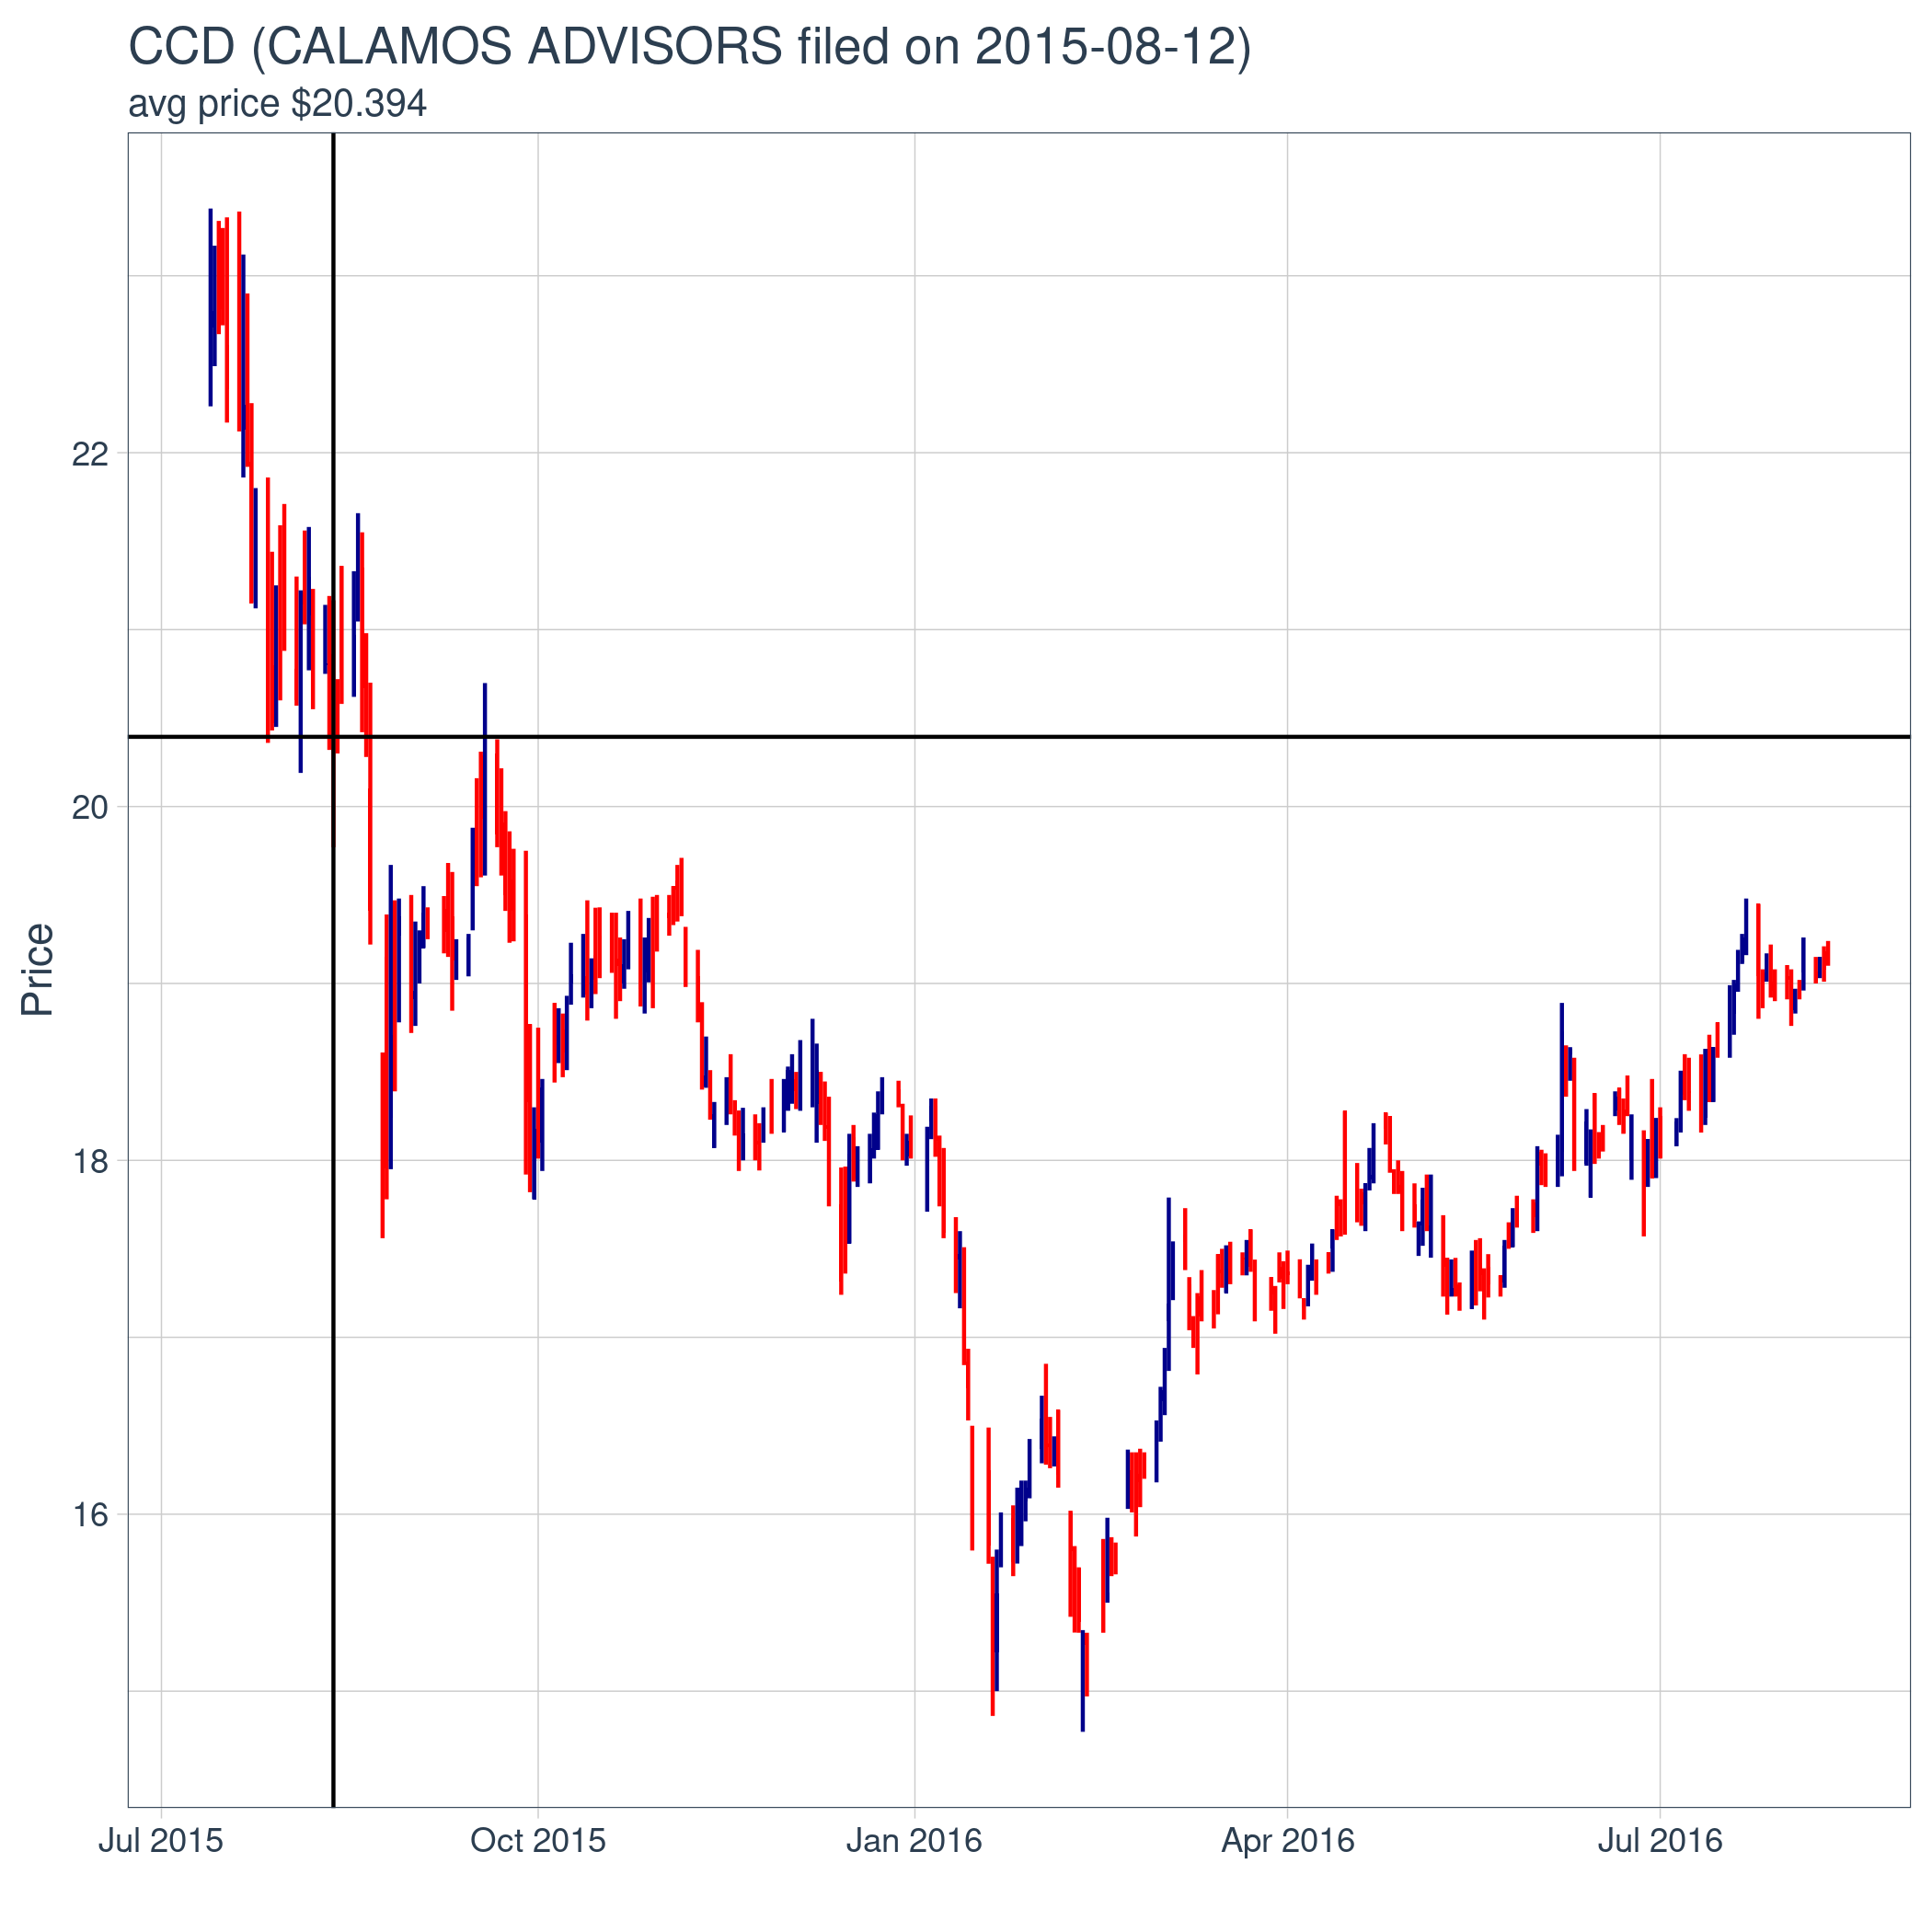 CCD (CALAMOS ADVISORS filed on 2015-08-12)
avg price $20.394
22
20
18
16
Price
Jul 2015 Oct 2015 Jan 2016 Apr 2016 Jul 2016